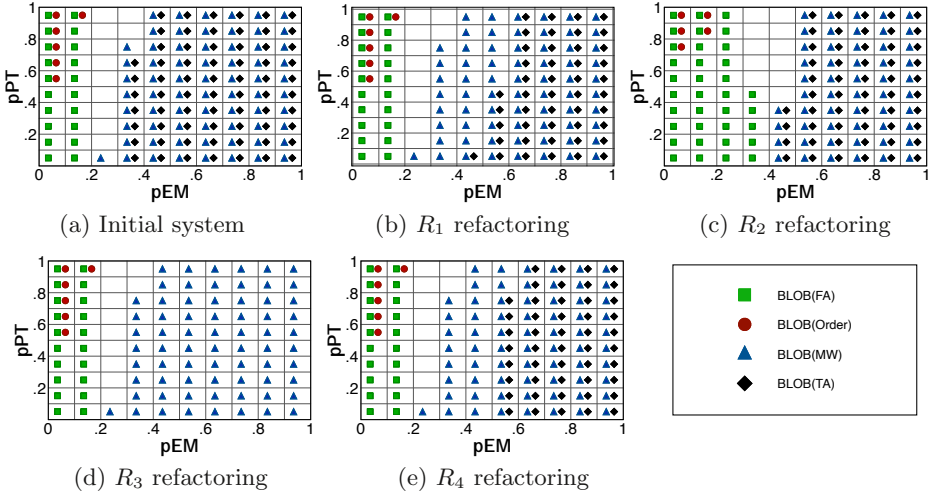 1
.8
.6
.4
.2
pPT
0 .2 .4 .6 .8 1
pEM
(a) Initial system
1
.8
.6
.4
.2
pPT
0 .2 .4 .6 .8 1
pEM
(b) R1 refactoring
1
.8
.6
.4
.2
pPT
0 .2 .4 .6 .8 1
pEM
(c) R2 refactoring
1
.8
.6
.4
.2
pPT
0 .2 .4 .6 .8 1
pEM
(d) R3 refactoring
1
.8
.6
.4
.2
pPT
0 .2 .4 .6 .8 1
pEM
(e) R4 refactoring
BLOB(FA)
BLOB(Order)
BLOB(MW)
BLOB(TA)